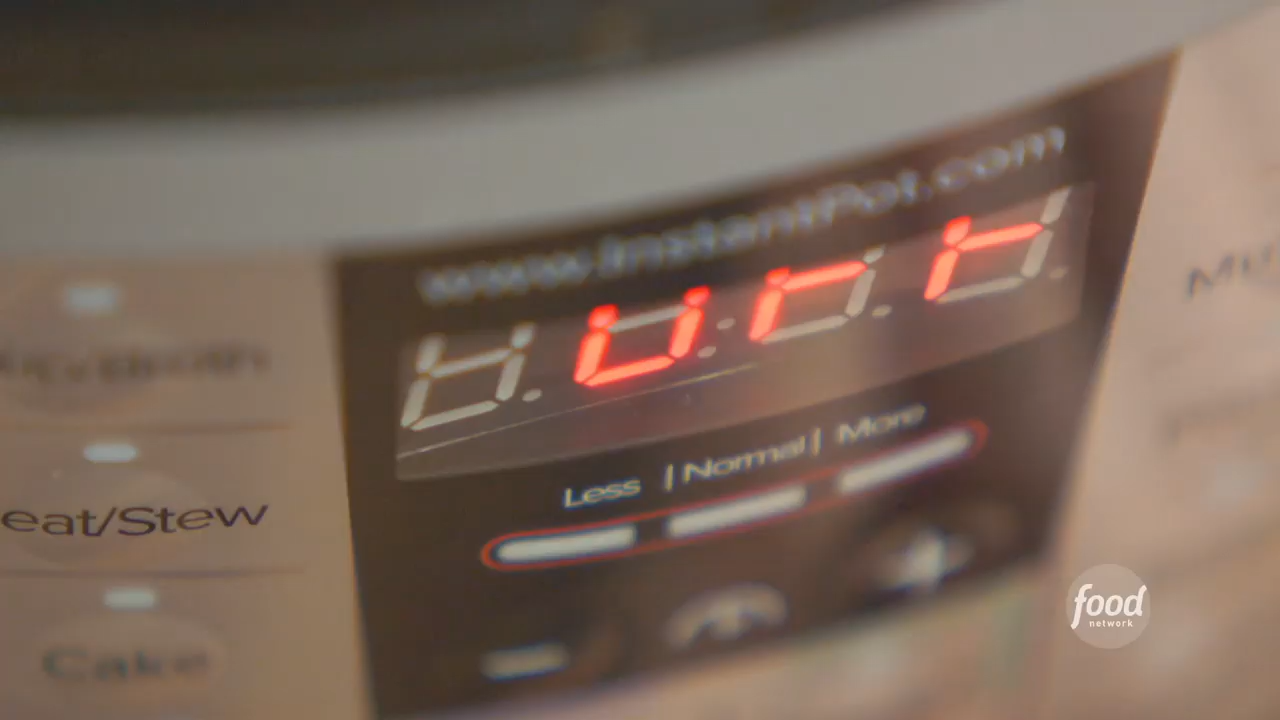 www.InstantPot.com
Less | Normal | More
eat/Stew
Cake
food
network